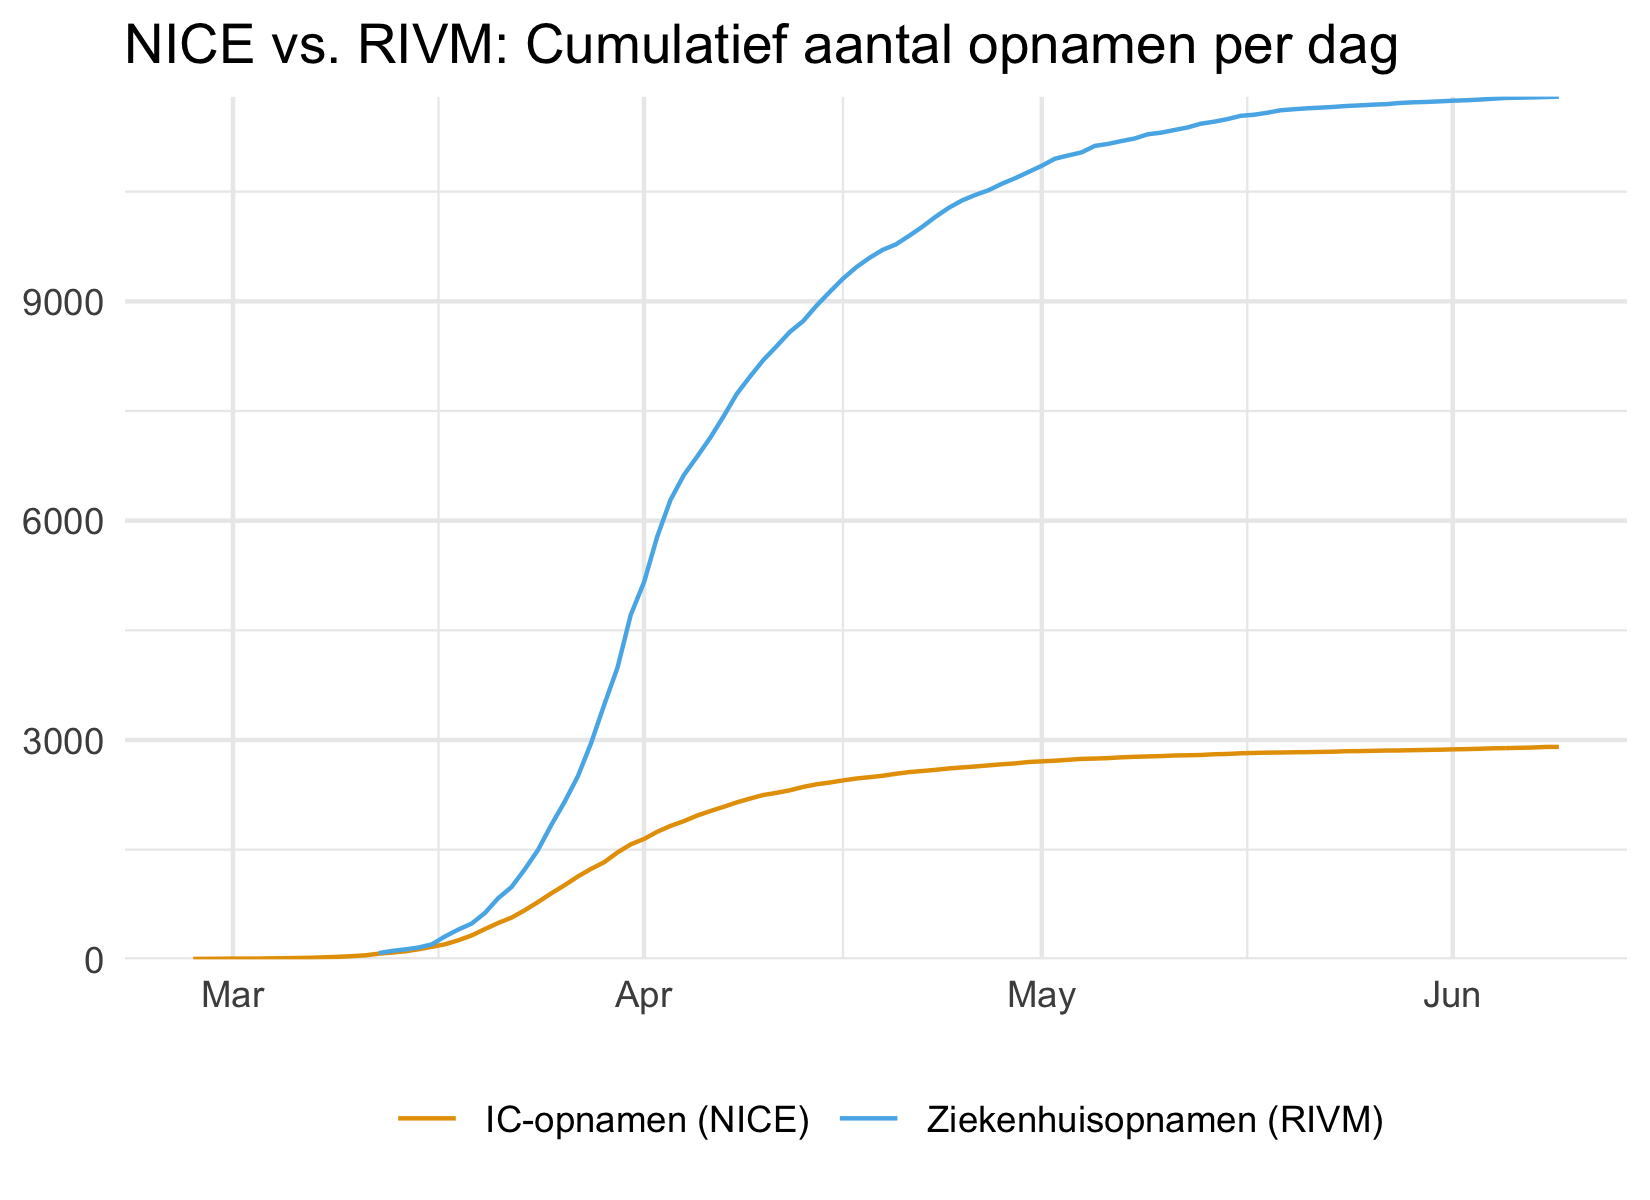 NICE vs. RIVM: Cumulatief aantal opnamen per dag
9000
6000
3000
0
Mar Apr May Jun
IC-opnamen (NICE) Ziekenhuisopnamen (RIVM)